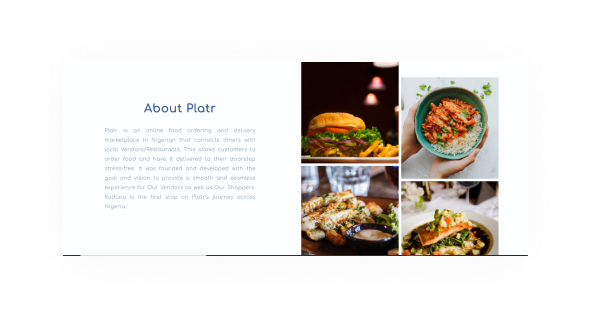 About Platr
Platr is an online food ordering and delivery
marketplace in Nigerian that connects diners with
local Vendors/Restaurants. This allows customers to
order food and have it delivered to their doorstep
stress-free. It was founded and developed with the
goal and vision to provide a smooth and seamless
experience for Our Vendors as well as Our Shoppers.
Kaduna is the first stop on Platr's journey across
Nigeria.